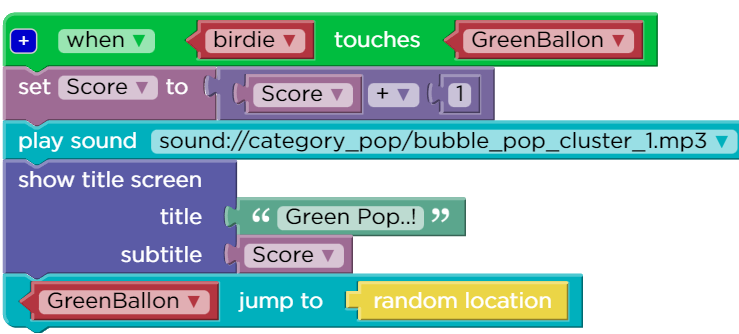 + when ▼ birdie ▼ touches GreenBallon ▼
set Score ▼ to Score ▼ + ▼ 1
play sound sound://category_pop/bubble_pop_cluster_1.mp3 ▼
show title screen
title “ Green Pop..! ”
subtitle Score ▼
GreenBallon ▼ jump to random location